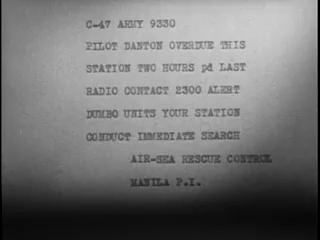 C-47 ARMY 9330
PILOT DANTON OVERDUE THIS
STATION TWO HOURS pd LAST
RADIO CONTACT 2300 ALERT
DUMBO UNITS YOUR STATION
CONDUCT IMMEDIATE SEARCH
AIR-SEA RESCUE CONTROL
MANILA P.I.